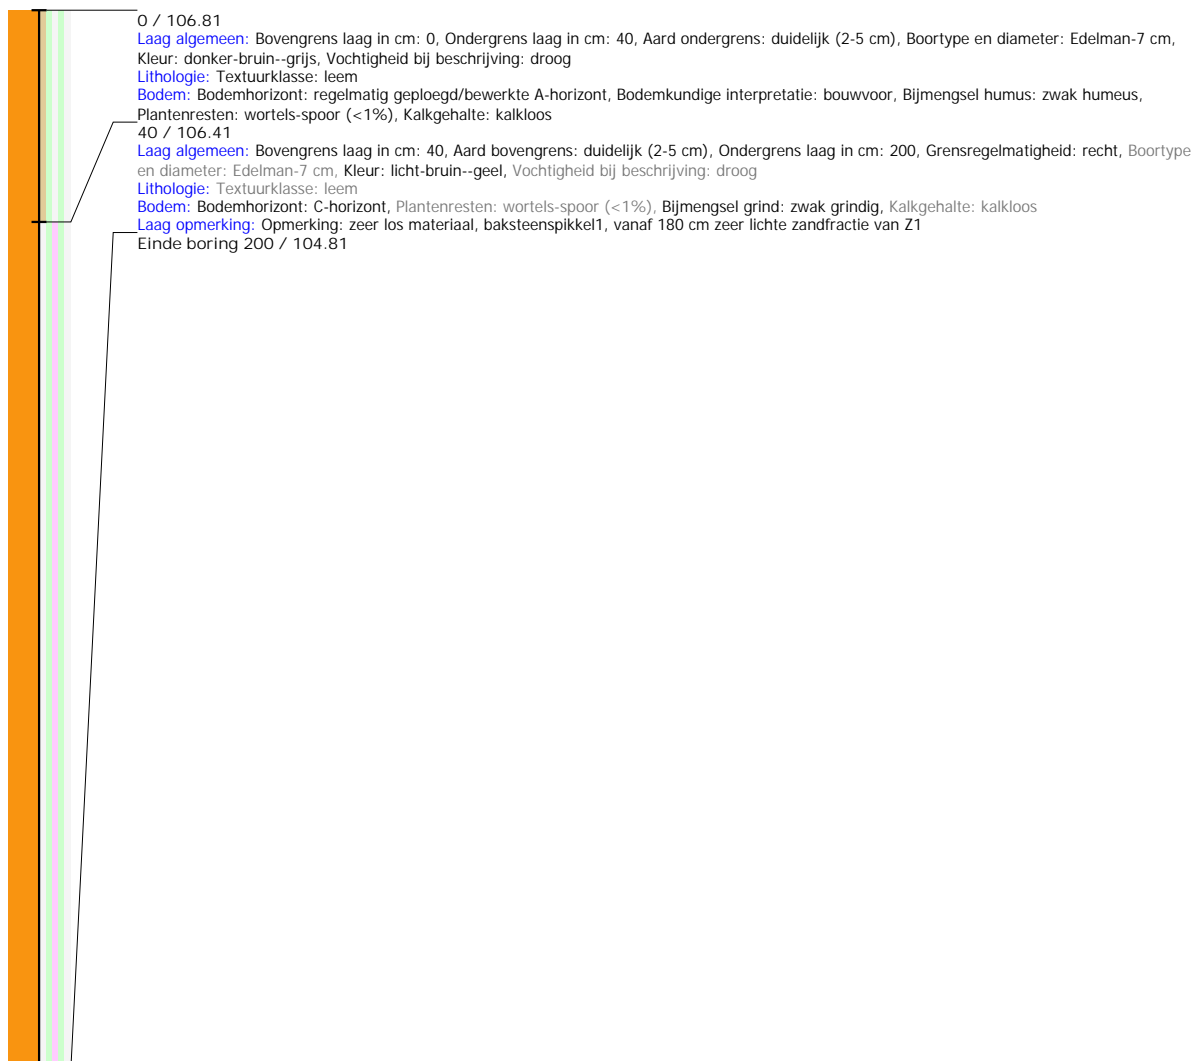 0 / 106.81
Laag algemeen: Bovengrens laag in cm: 0, Ondergrens laag in cm: 40, Aard ondergrens: duidelijk (2-5 cm), Boortype en diameter: Edelman-7 cm,
Kleur: donker-bruin--grijs, Vochtigheid bij beschrijving: droog
Lithologie: Textuurklasse: leem
Bodem: Bodemhorizont: regelmatig geploegd/bewerkte A-horizont, Bodemkundige interpretatie: bouwvoor, Bijmengsel humus: zwak humeus,
Plantenresten: wortels-spoor (<1%), Kalkgehalte: kalkloos
40 / 106.41
Laag algemeen: Bovengrens laag in cm: 40, Aard bovengrens: duidelijk (2-5 cm), Ondergrens laag in cm: 200, Grensregelmatigheid: recht, Boortype
en diameter: Edelman-7 cm, Kleur: licht-bruin--geel, Vochtigheid bij beschrijving: droog
Lithologie: Textuurklasse: leem
Bodem: Bodemhorizont: C-horizont, Plantenresten: wortels-spoor (<1%), Bijmengsel grind: zwak grindig, Kalkgehalte: kalkloos
Laag opmerking: Opmerking: zeer los materiaal, baksteenspikkel1, vanaf 180 cm zeer lichte zandfractie van Z1
Einde boring 200 / 104.81